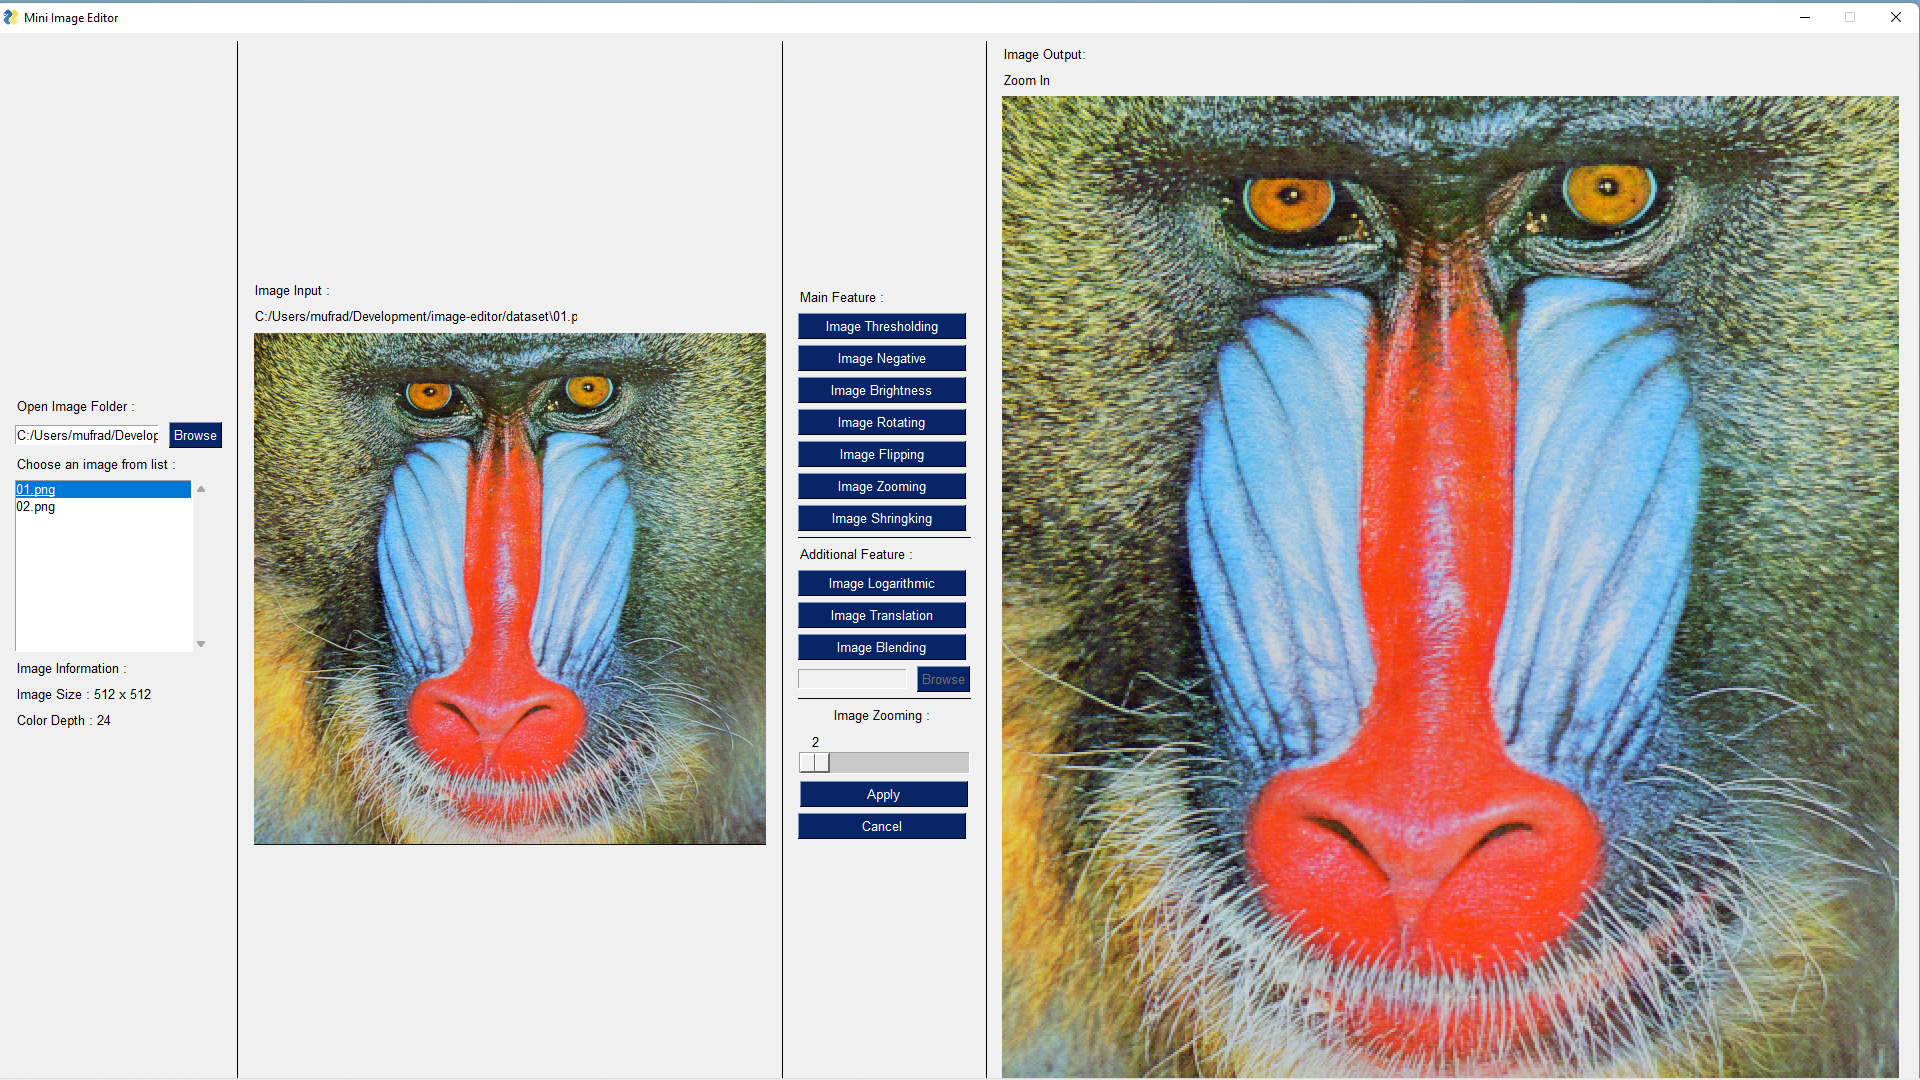 Mini Image Editor
Open Image Folder :
C:/Users/mufrad/Develop
Browse
Choose an image from list :
01.png
02.png
Image Information :
Image Size : 512 x 512
Color Depth : 24
Image Input :
C:/Users/mufrad/Development/image-editor/dataset\01.p
Main Feature :
Image Thresholding
Image Negative
Image Brightness
Image Rotating
Image Flipping
Image Zooming
Image Shringking
Additional Feature :
Image Logarithmic
Image Translation
Image Blending
Browse
Image Zooming :
2
Apply
Cancel
Image Output:
Zoom In